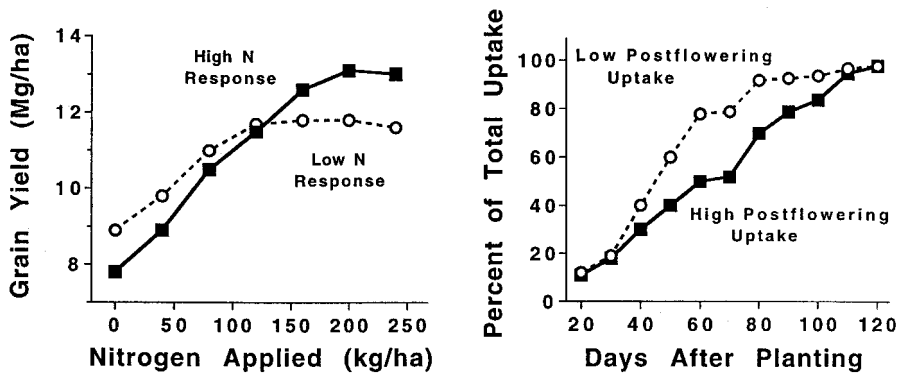 Grain Yield (Mg/ha)
14
12
10
8
High N
Response
Low N
Response
0 50 100 150 200 250
Nitrogen Applied (kg/ha)
Percent of Total Uptake
100
80
60
40
20
0
Low Postflowering
Uptake
High Postflowering
Uptake
20 40 60 80 100 120
Days After Planting